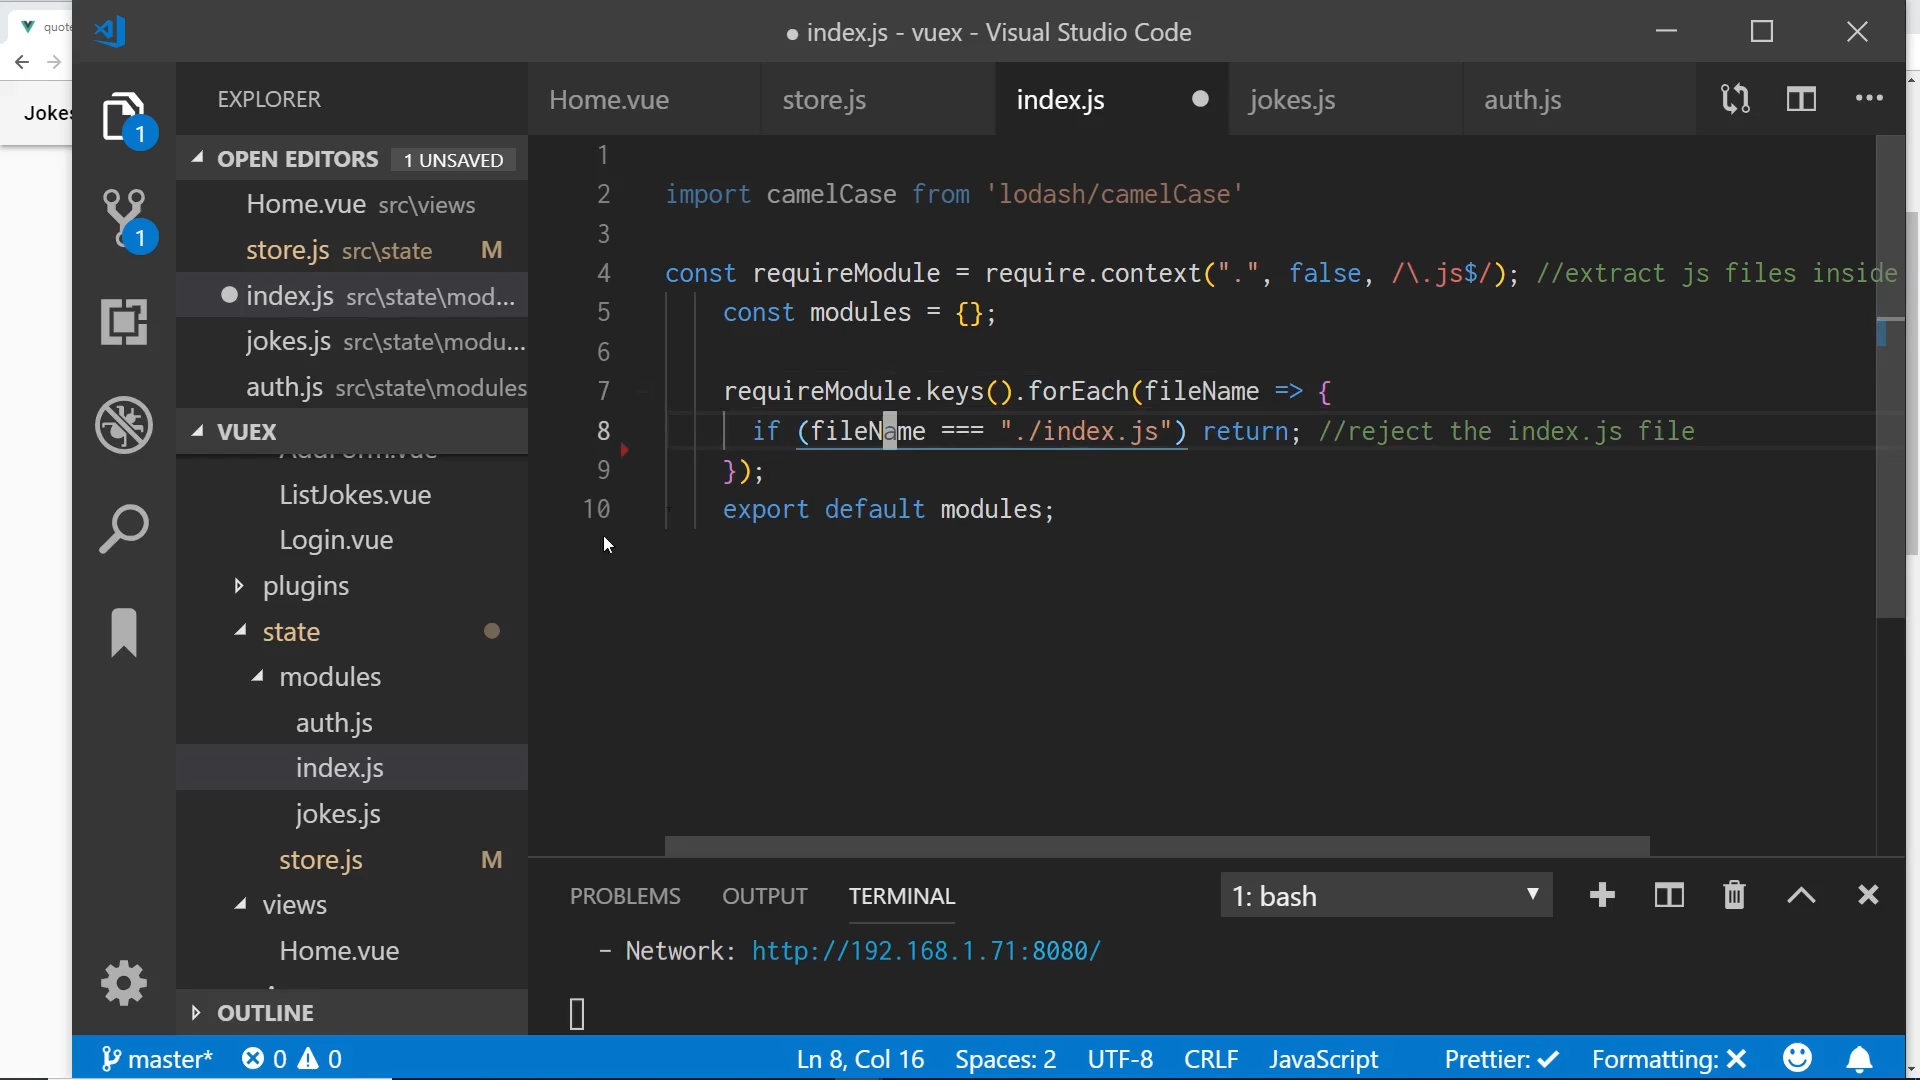 quote
● index.js - vuex - Visual Studio Code
Jokes
EXPLORER
Home.vue
store.js
index.js
jokes.js
auth.js
1
OPEN EDITORS 1 UNSAVED
Home.vue src\views
store.js src\state M
index.js src\state\mod...
jokes.js src\state\modu...
auth.js src\state\modules
1
VUEX
AddForm.vue
ListJokes.vue
Login.vue
plugins
state
modules
auth.js
index.js
jokes.js
store.js M
views
Home.vue
OUTLINE
1
2 import camelCase from 'lodash/camelCase'
3
4 const requireModule = require.context(".", false, /\.js$/); //extract js files inside
5 const modules = {};
6
7 requireModule.keys().forEach(fileName => {
8 if (fileName === "./index.js") return; //reject the index.js file
9 });
10 export default modules;
PROBLEMS OUTPUT TERMINAL 1: bash
- Network: http://192.168.1.71:8080/
master* 0 0 Ln 8, Col 16 Spaces: 2 UTF-8 CRLF JavaScript Prettier: ✓ Formatting: ✕